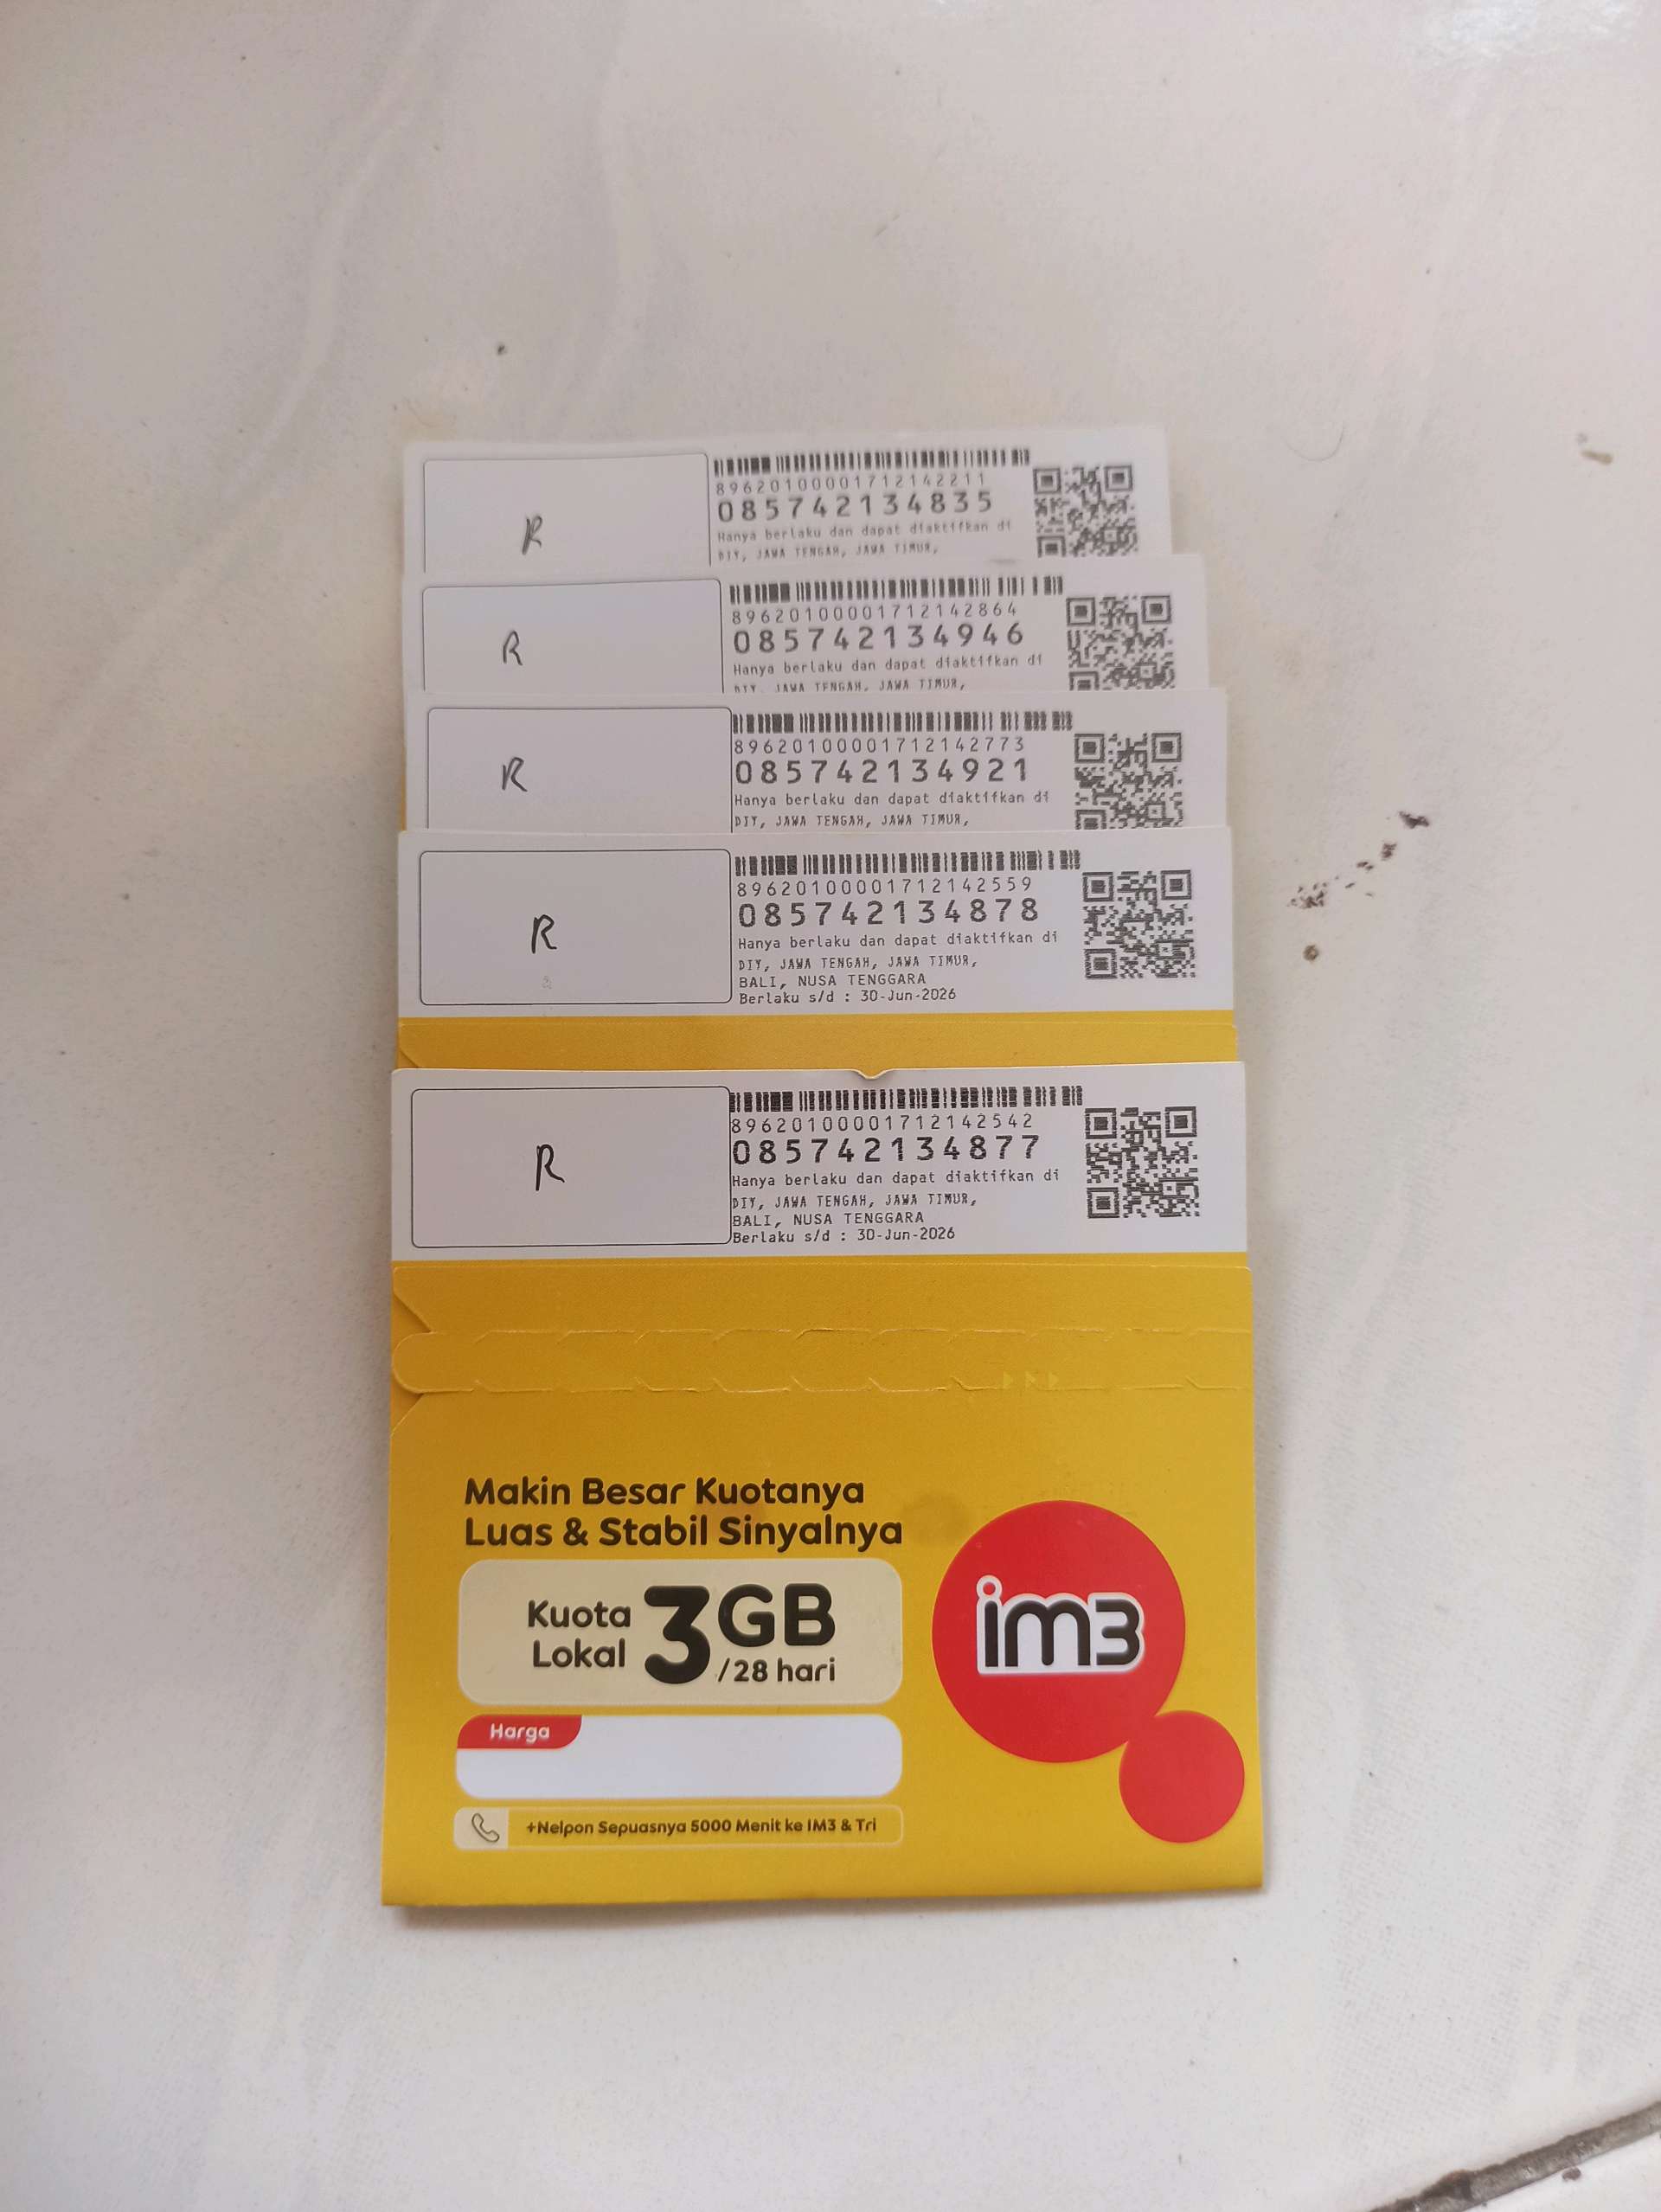 R
89620100001712142211
085742134835
Hanya berlaku dan dapat diaktifkan di
DIY, JAWA TENGAH, JAWA TIMUR,
R
89620100001712142864
085742134946
Hanya berlaku dan dapat diaktifkan di
DIY, JAWA TENGAH, JAWA TIMUR,
R
89620100001712142773
085742134921
Hanya berlaku dan dapat diaktifkan di
DIY, JAWA TENGAH, JAWA TIMUR,
R
89620100001712142559
085742134878
Hanya berlaku dan dapat diaktifkan di
DIY, JAWA TENGAH, JAWA TIMUR,
BALI, NUSA TENGGARA
Berlaku s/d : 30-Jun-2026
R
89620100001712142542
085742134877
Hanya berlaku dan dapat diaktifkan di
DIY, JAWA TENGAH, JAWA TIMUR,
BALI, NUSA TENGGARA
Berlaku s/d : 30-Jun-2026
Makin Besar Kuotanya
Luas & Stabil Sinyalnya
Kuota Lokal 3GB /28 hari
im3
Harga
+Nelpon Sepuasnya 5000 Menit ke IM3 & Tri